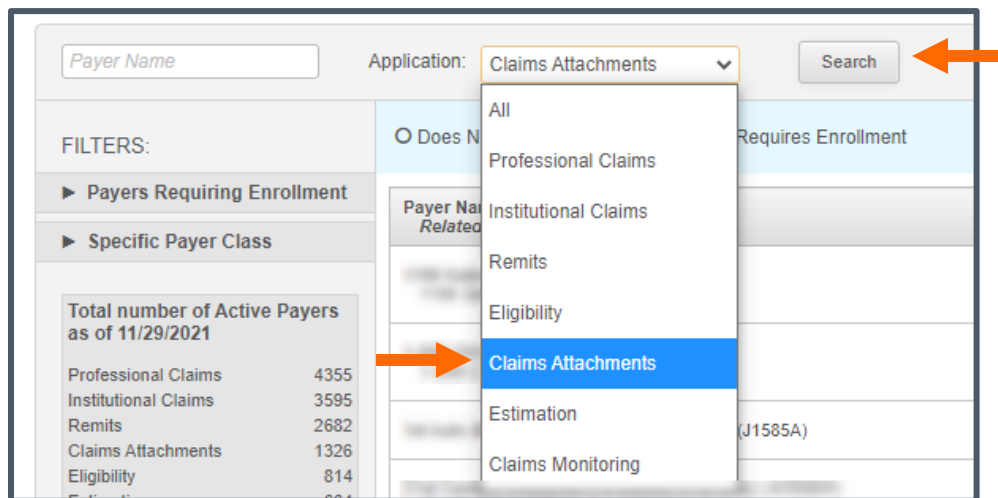 Payer Name
Application:
Claims Attachments
Search
All
Professional Claims
Institutional Claims
Remits
Eligibility
Claims Attachments
Estimation
Claims Monitoring
FILTERS:
Payers Requiring Enrollment
Specific Payer Class
Total number of Active Payers
as of 11/29/2021
Professional Claims 4355
Institutional Claims 3595
Remits 2682
Claims Attachments 1326
Eligibility 814
Does
Requires Enrollment
Payer
Related
(J1585A)